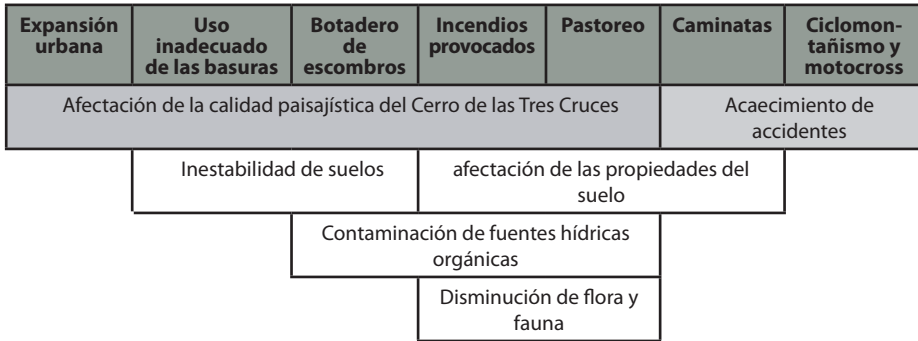 Expansión
urbana
Uso
inadecuado
de las basuras
Botadero
de
escombros
Incendios
provocados
Pastoreo
Caminatas
Ciclomon-
tañismo y
motocross
Afectación de la calidad paisajística del Cerro de las Tres Cruces
Acaecimiento de
accidentes
Inestabilidad de suelos
afectación de las propiedades del
suelo
Contaminación de fuentes hídricas
orgánicas
Disminución de flora y
fauna